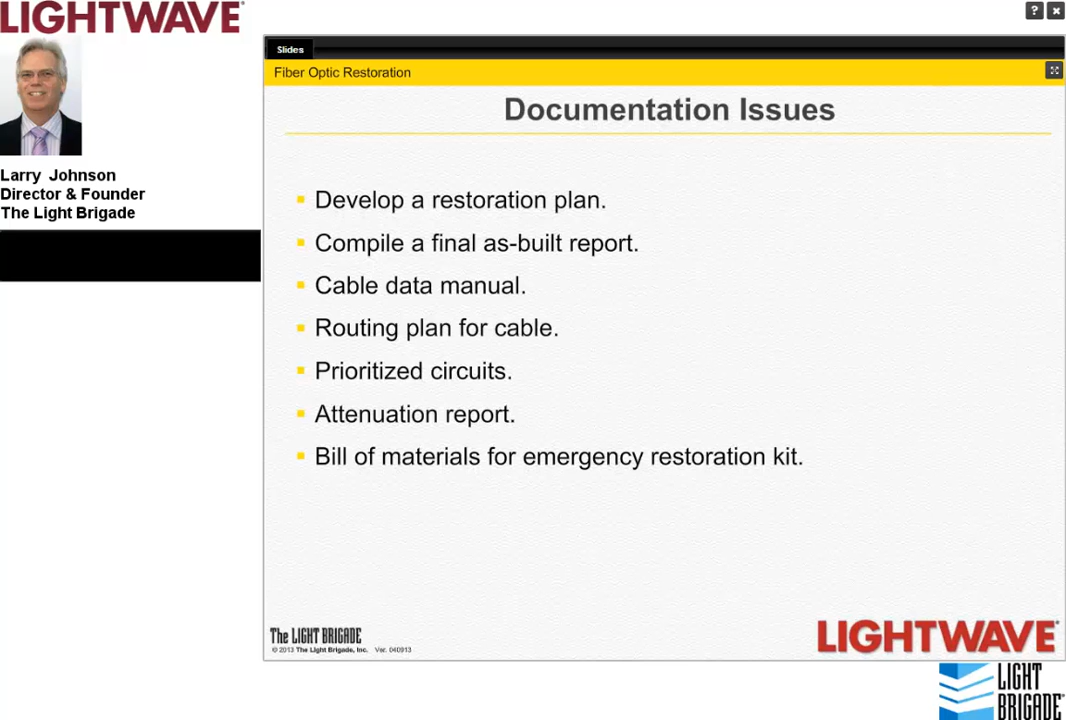 LIGHTWAVE
Larry Johnson
Director & Founder
The Light Brigade
?
Slides
Fiber Optic Restoration
Documentation Issues
Develop a restoration plan.
Compile a final as-built report.
Cable data manual.
Routing plan for cable.
Prioritized circuits.
Attenuation report.
Bill of materials for emergency restoration kit.
The LIGHT BRIGADE
© 2013 The Light Brigade, Inc. Ver. 040913
LIGHTWAVE
LIGHT
BRIGADE